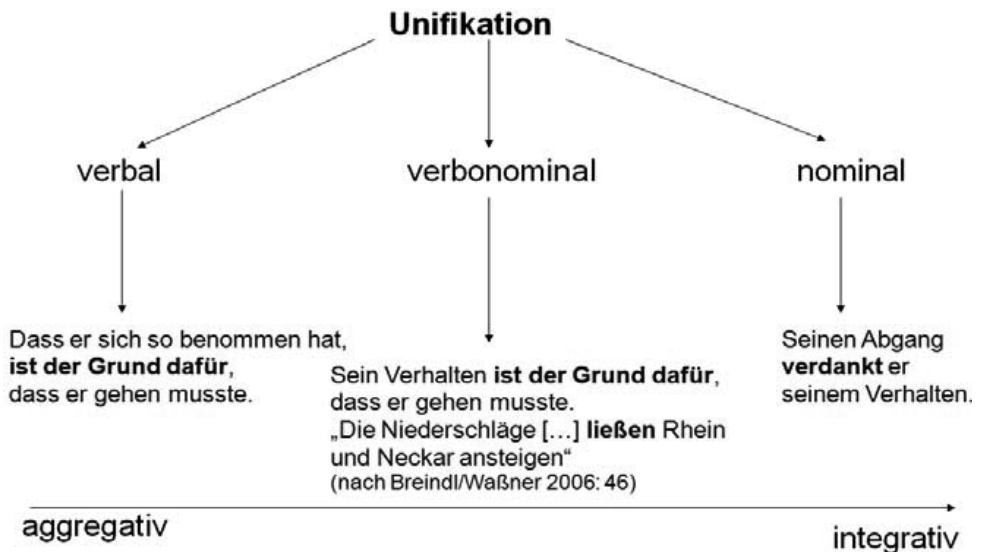 Unifikation
verbal
verbonominal
nominal
Dass er sich so benommen hat,
ist der Grund dafür,
dass er gehen musste.
Sein Verhalten ist der Grund dafür,
dass er gehen musste.
„Die Niederschläge [...] ließen Rhein
und Neckar ansteigen“
(nach Breindl/Waßner 2006: 46)
Seinen Abgang
verdankt er
seinem Verhalten.
aggregativ
integrativ